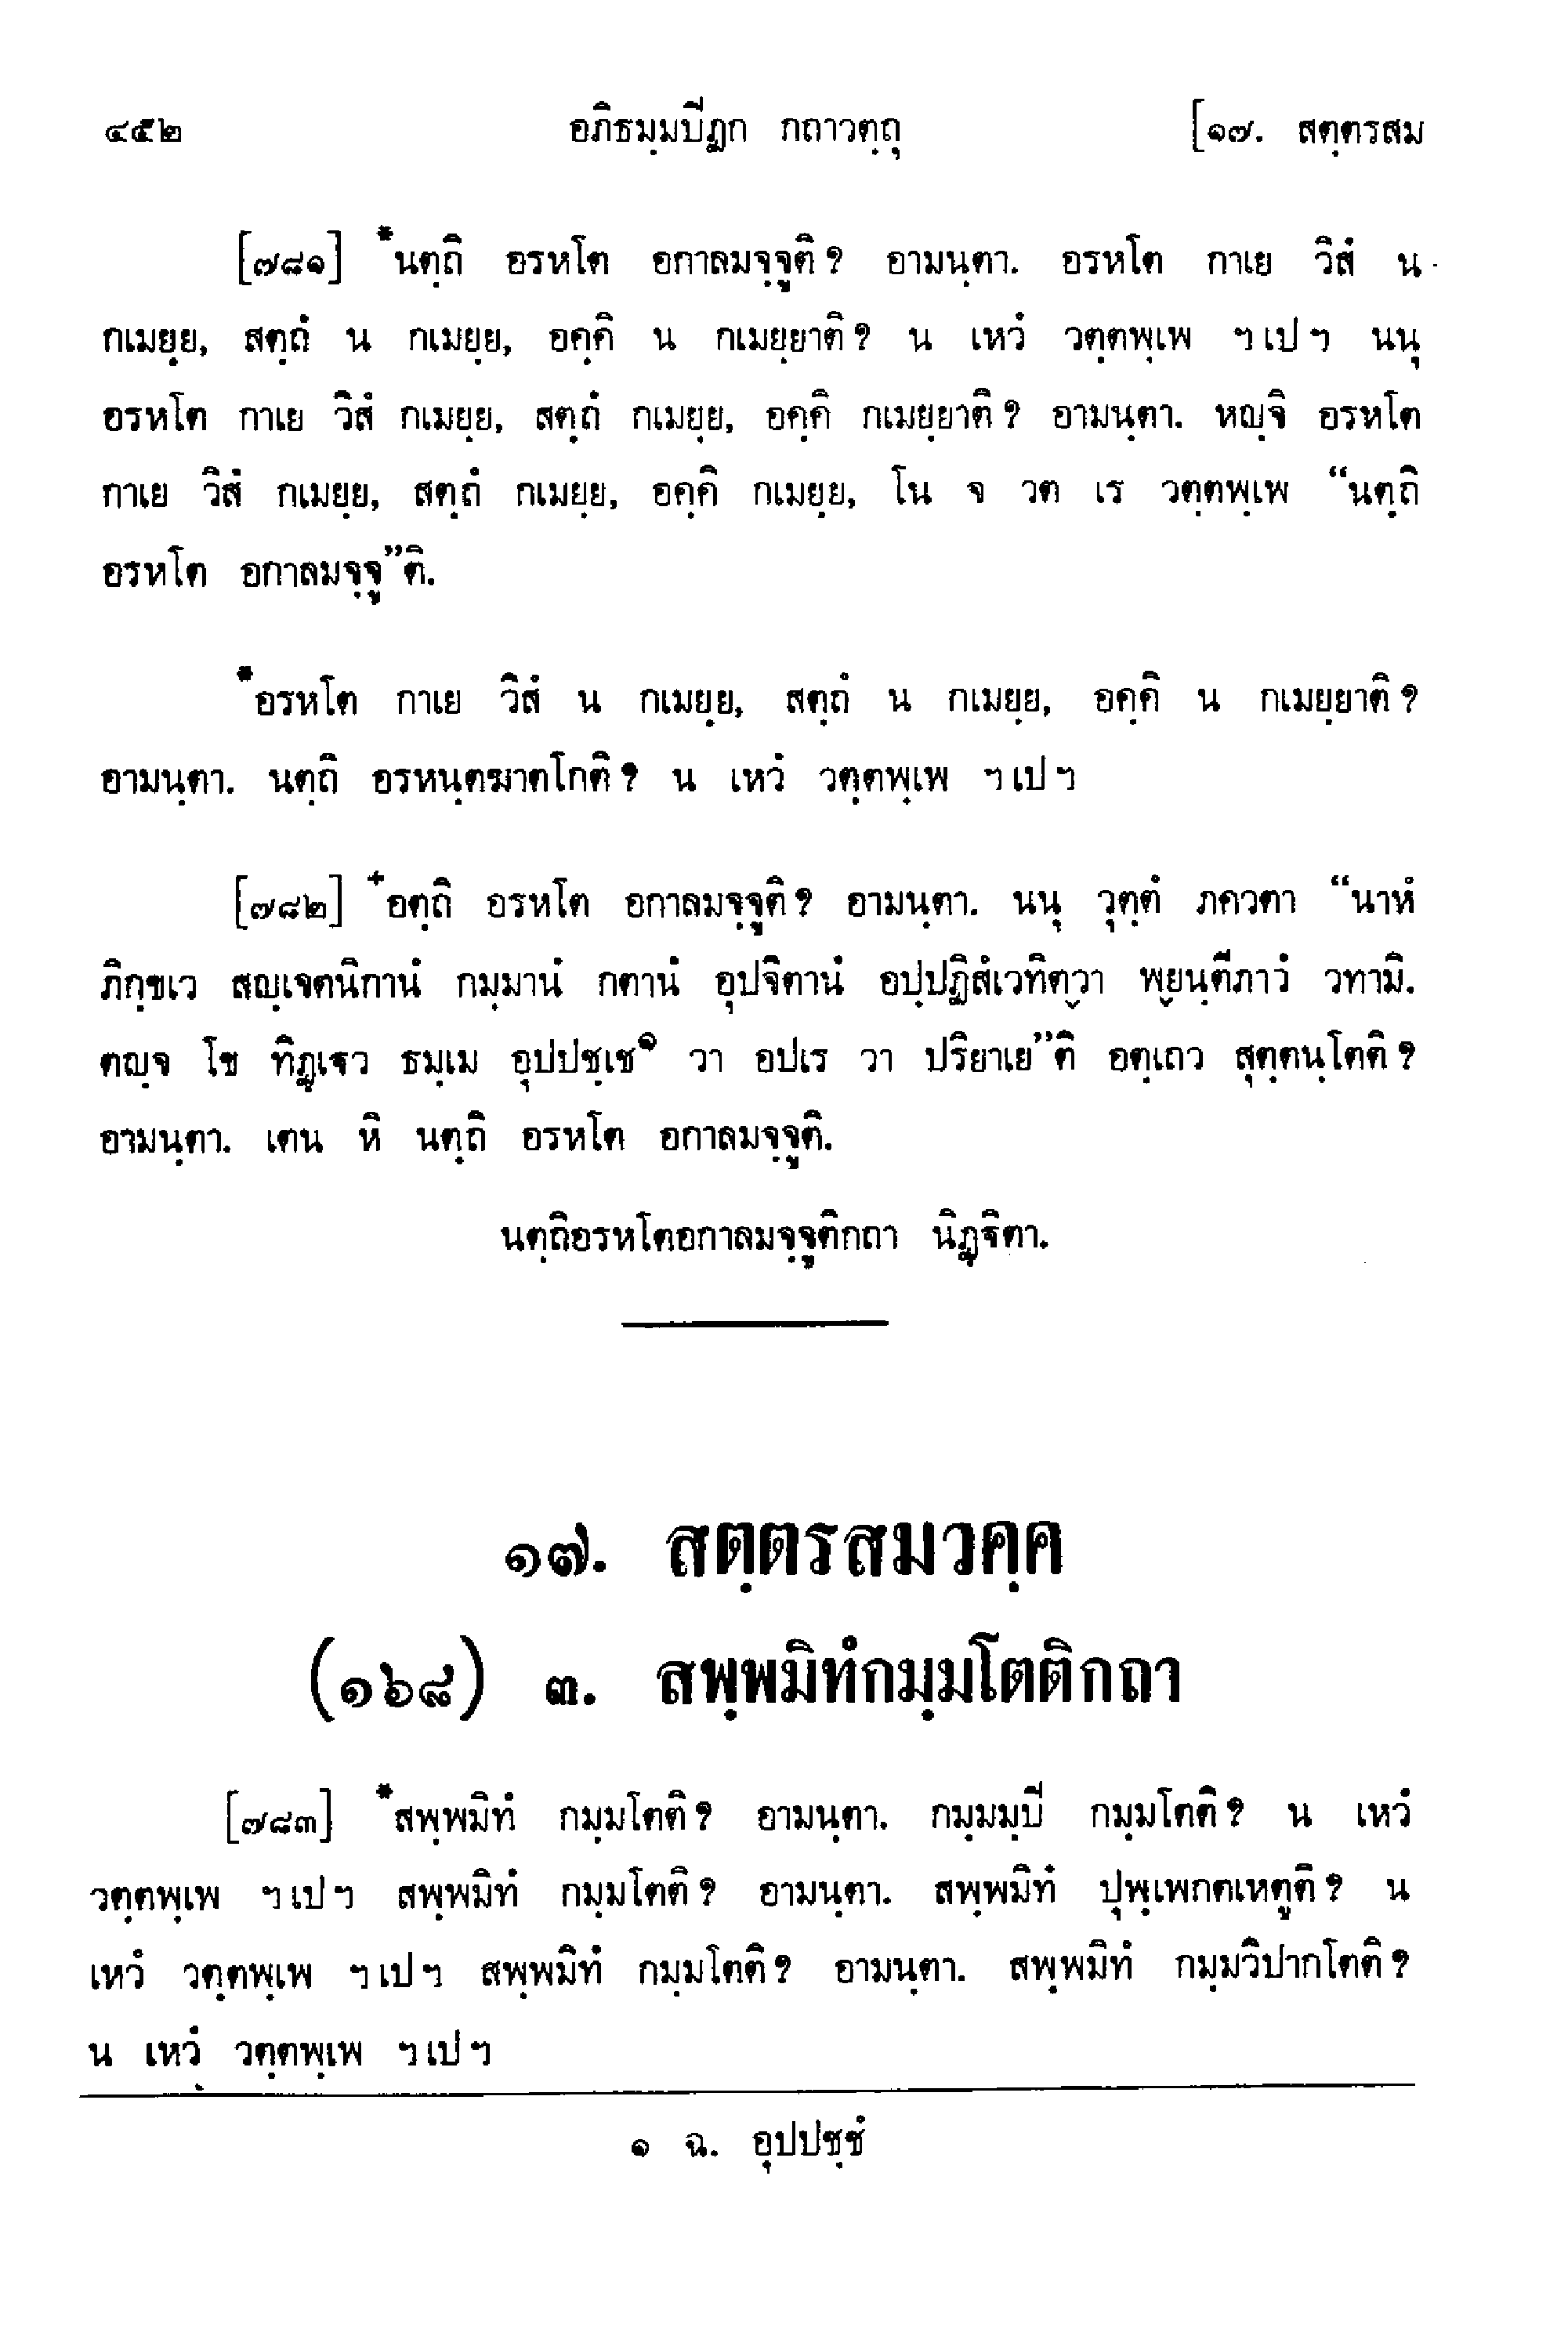 ๔๕๒ อภิธมฺมปีฏก กถาวตฺถุ [๑๗. สตฺตรสม
[๗๘๑] *นตฺถิ อรหโต อกาลมจฺจูติ? อามนฺตา. อรหโต กาเย วิสํ น
กเมยฺย, สตฺถํ น กเมยฺย, อคฺคิ น กเมยฺยาติ? น เหวํ วตฺตพฺเพ ฯเปฯ นนุ
อรหโต กาเย วิสํ กเมยฺย, สตฺถํ กเมยฺย, อคฺคิ กเมยฺยาติ? อามนฺตา. หญฺจิ อรหโต
กาเย วิสํ กเมยฺย, สตฺถํ กเมยฺย, อคฺคิ กเมยฺย, โน จ วต เร วตฺตพฺเพ “นตฺถิ
อรหโต อกาลมจฺจู”ติ.
*อรหโต กาเย วิสํ น กเมยฺย, สตฺถํ น กเมยฺย, อคฺคิ น กเมยฺยาติ?
อามนฺตา. นตฺถิ อรหนฺตฆาตโกติ? น เหวํ วตฺตพฺเพ ฯเปฯ
[๗๘๒] +อตฺถิ อรหโต อกาลมจฺจูติ? อามนฺตา. นนุ วุตฺตํ ภควตา “นาหํ
ภิกฺขเว สญฺเจตนิกานํ กมฺมานํ กตานํ อุปจิตานํ อปฺปฏิสํเวทิตฺวา พฺยนฺตีภาวํ วทามิ.
ตญฺจ โข ทิฏฺเฐว ธมฺเม อุปปชฺเช๑ วา อปเร วา ปริยาเย”ติ อตฺเถว สุตฺตนฺโตติ?
อามนฺตา. เตน หิ นตฺถิ อรหโต อกาลมจฺจูติ.
นตฺถิอรหโตอกาลมจฺจูติกถา นิฏฺฐิตา.
๑๗. สตฺตรสมวคฺค
(๑๖๘) ๓. สพฺพมิทํกมฺมโตติกถา
[๗๘๓] *สพฺพมิทํ กมฺมโตติ? อามนฺตา. กมฺมมฺปี กมฺมโตติ? น เหวํ
วตฺตพฺเพ ฯเปฯ สพฺพมิทํ กมฺมโตติ? อามนฺตา. สพฺพมิทํ ปุพฺเพกตเหตูติ? น
เหวํ วตฺตพฺเพ ฯเปฯ สพฺพมิทํ กมฺมโตติ? อามนฺตา. สพฺพมิทํ กมฺมวิปากโตติ?
น เหวํ วตฺตพฺเพ ฯเปฯ
๑ ฉ. อุปปชฺชํ